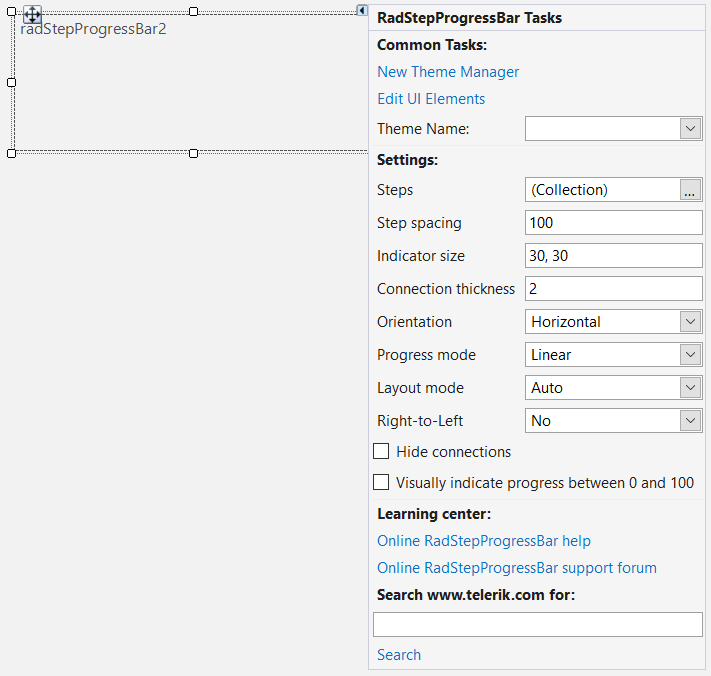 radStepProgressBar2
RadStepProgressBar Tasks
Common Tasks:
New Theme Manager
Edit UI Elements
Theme Name:
Settings:
Steps (Collection) ...
Step spacing 100
Indicator size 30, 30
Connection thickness 2
Orientation Horizontal
Progress mode Linear
Layout mode Auto
Right-to-Left No
Hide connections
Visually indicate progress between 0 and 100
Learning center:
Online RadStepProgressBar help
Online RadStepProgressBar support forum
Search www.telerik.com for:
Search